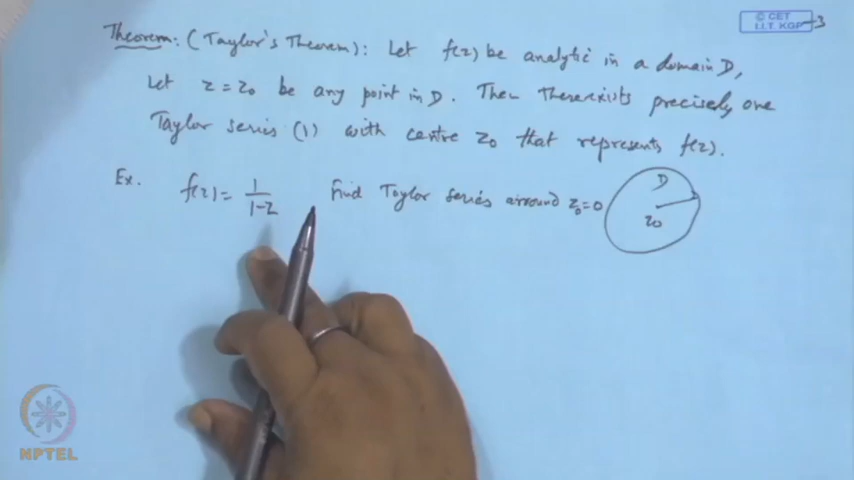 © CET
I.I.T. KGP
-3
Theorem: (Taylor's Theorem): Let f(z) be analytic in a domain D,
Let z = z0 be any point in D. Then there exists precisely one
Taylor series (1) with centre z0 that represents f(z).
Ex. f(z) = 1/(1-z) Find Taylor series around z0=0
D
z0
NPTEL